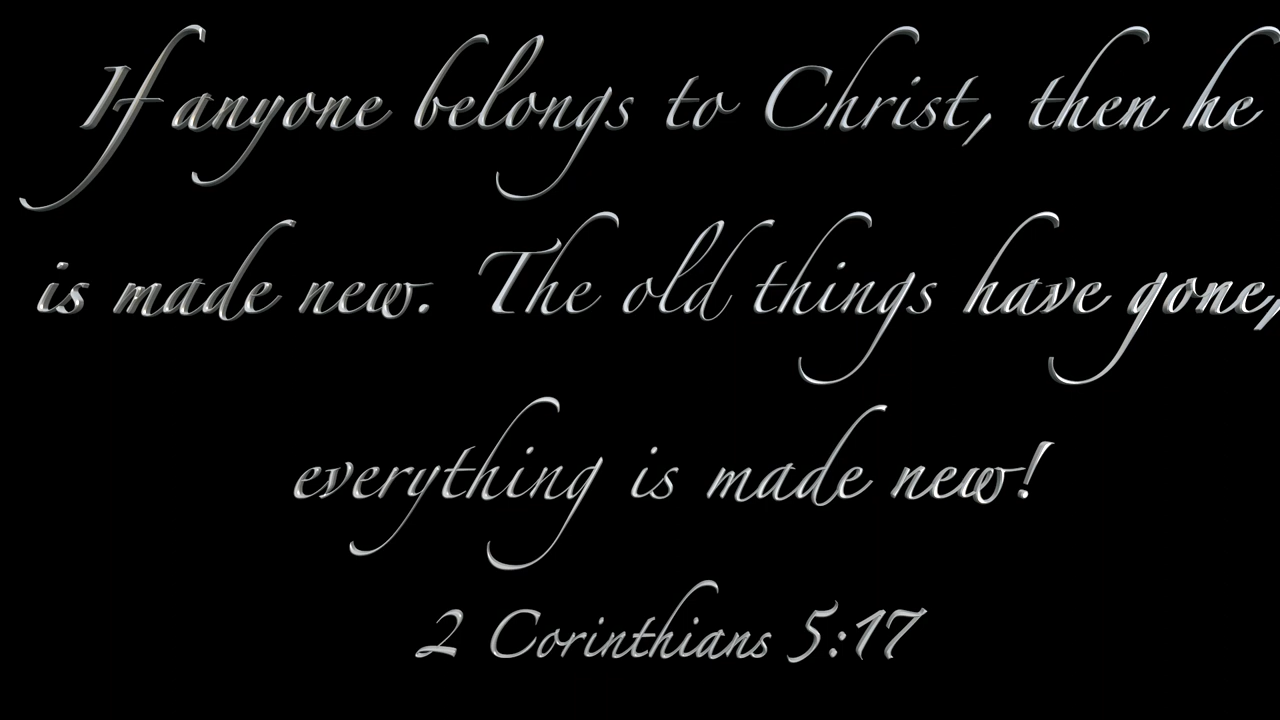 If anyone belongs to Christ, then he
is made new. The old things have gone,
everything is made new!
2 Corinthians 5:17